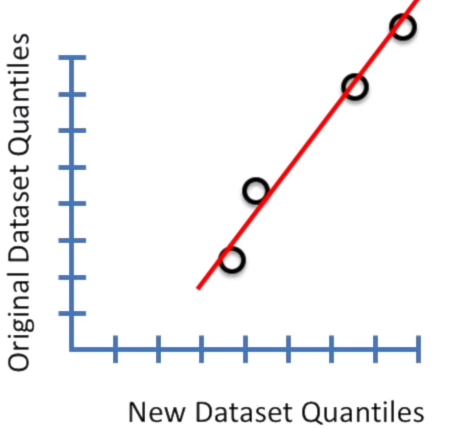 Original Dataset Quantiles
New Dataset Quantiles